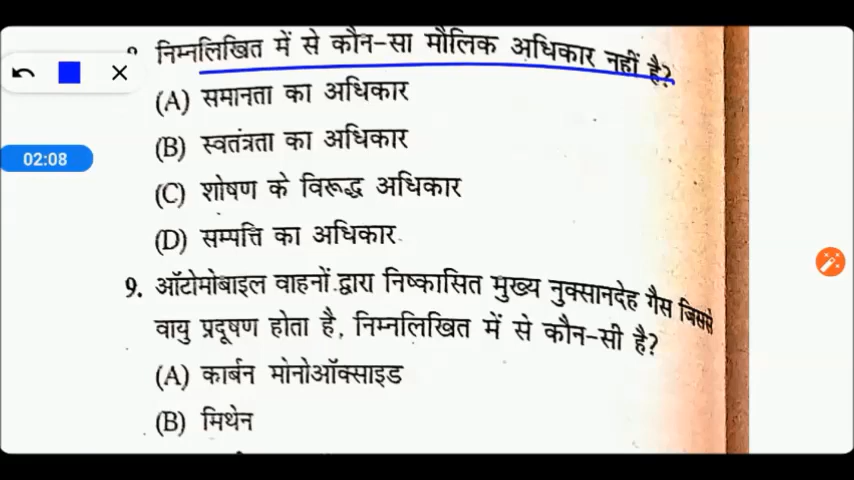 निम्नलिखित में से कौन-सा मौलिक अधिकार नहीं है?
(A) समानता का अधिकार
(B) स्वतंत्रता का अधिकार
02:08
(C) शोषण के विरूद्ध अधिकार
(D) सम्पत्ति का अधिकार
9. ऑटोमोबाइल वाहनों द्वारा निष्कासित मुख्य नुक्सानदेह गैस जिससे
वायु प्रदूषण होता है, निम्नलिखित में से कौन-सी है?
(A) कार्बन मोनोऑक्साइड
(B) मिथेन